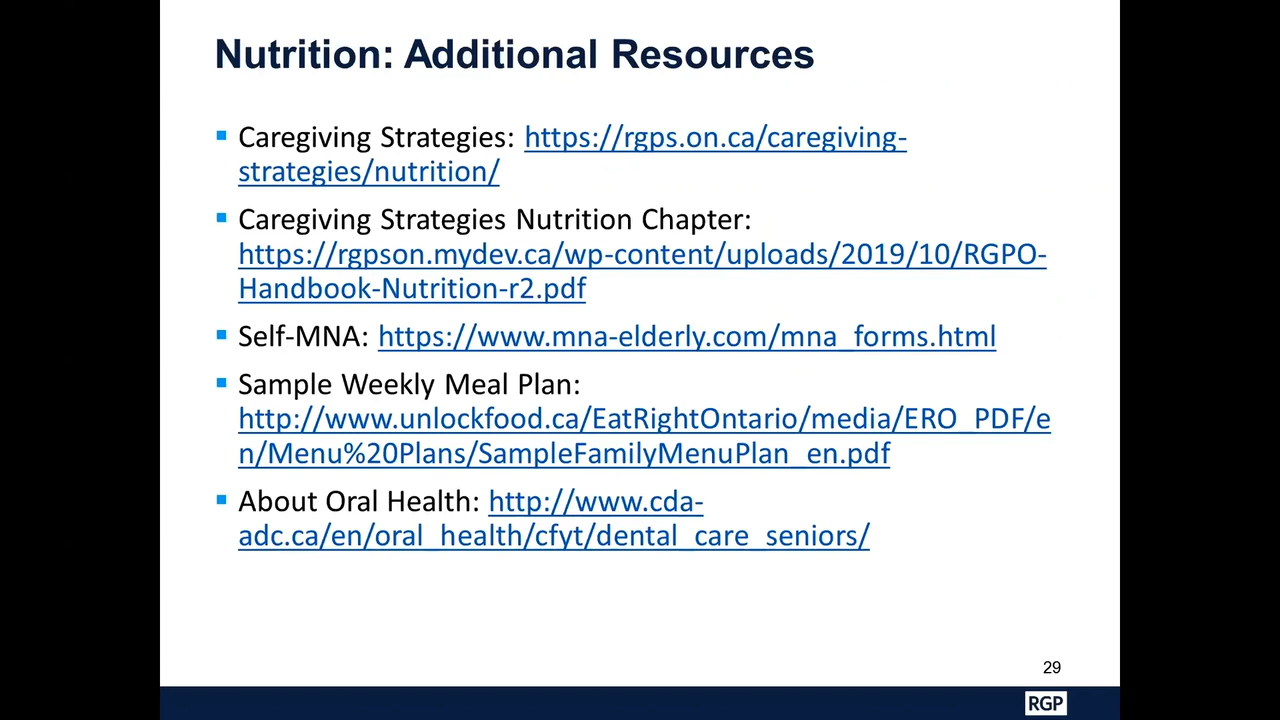 Nutrition: Additional Resources
▪ Caregiving Strategies: https://rgps.on.ca/caregiving-
strategies/nutrition/
▪ Caregiving Strategies Nutrition Chapter:
https://rgpson.mydev.ca/wp-content/uploads/2019/10/RGPO-
Handbook-Nutrition-r2.pdf
▪ Self-MNA: https://www.mna-elderly.com/mna_forms.html
▪ Sample Weekly Meal Plan:
http://www.unlockfood.ca/EatRightOntario/media/ERO_PDF/e
n/Menu%20Plans/SampleFamilyMenuPlan_en.pdf
▪ About Oral Health: http://www.cda-
adc.ca/en/oral_health/cfyt/dental_care_seniors/
29
RGP